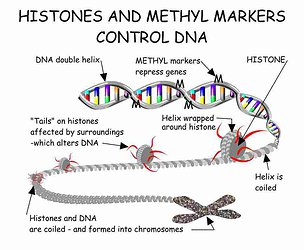 HISTONES AND METHYL MARKERS
CONTROL DNA
DNA double helix
METHYL markers
repress genes
HISTONE
M
M
M
M
"Tails" on histones
affected by surroundings
-which alters DNA
Helix wrapped
around histone
Helix is
coiled
Histones and DNA
are coiled - and formed into chromosomes